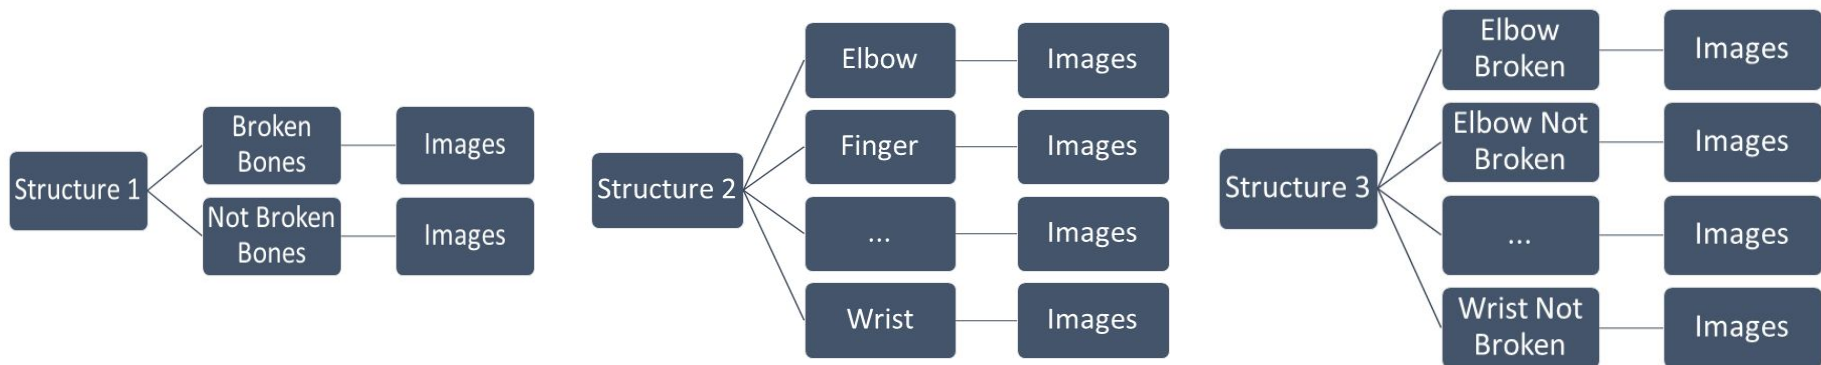 Structure 1
Broken
Bones
Images
Not Broken
Bones
Images
Structure 2
Elbow
Images
Finger
Images
...
Images
Wrist
Images
Structure 3
Elbow
Broken
Images
Elbow Not
Broken
Images
...
Images
Wrist Not
Broken
Images